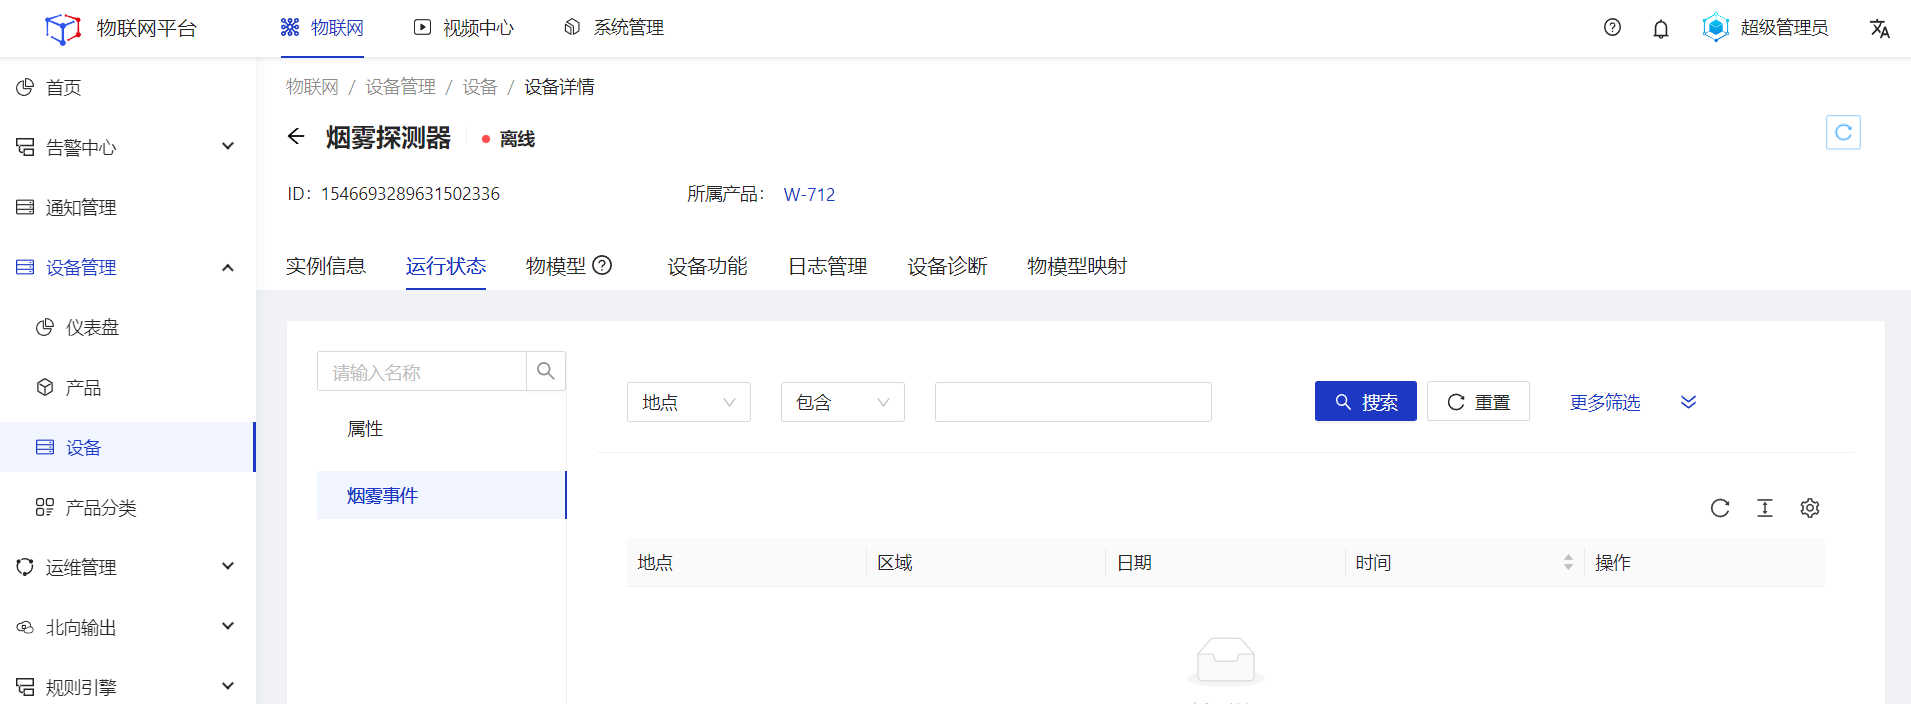 物联网平台
物联网 视频中心 系统管理
超级管理员
首页
告警中心
通知管理
设备管理
仪表盘
产品
设备
产品分类
运维管理
北向输出
规则引擎
物联网 / 设备管理 / 设备 / 设备详情
烟雾探测器 离线
ID: 1546693289631502336 所属产品: W-712
实例信息 运行状态 物模型 设备功能 日志管理 设备诊断 物模型映射
请输入名称
属性
烟雾事件
地点 包含 搜索 重置 更多筛选
地点 区域 日期 时间 操作